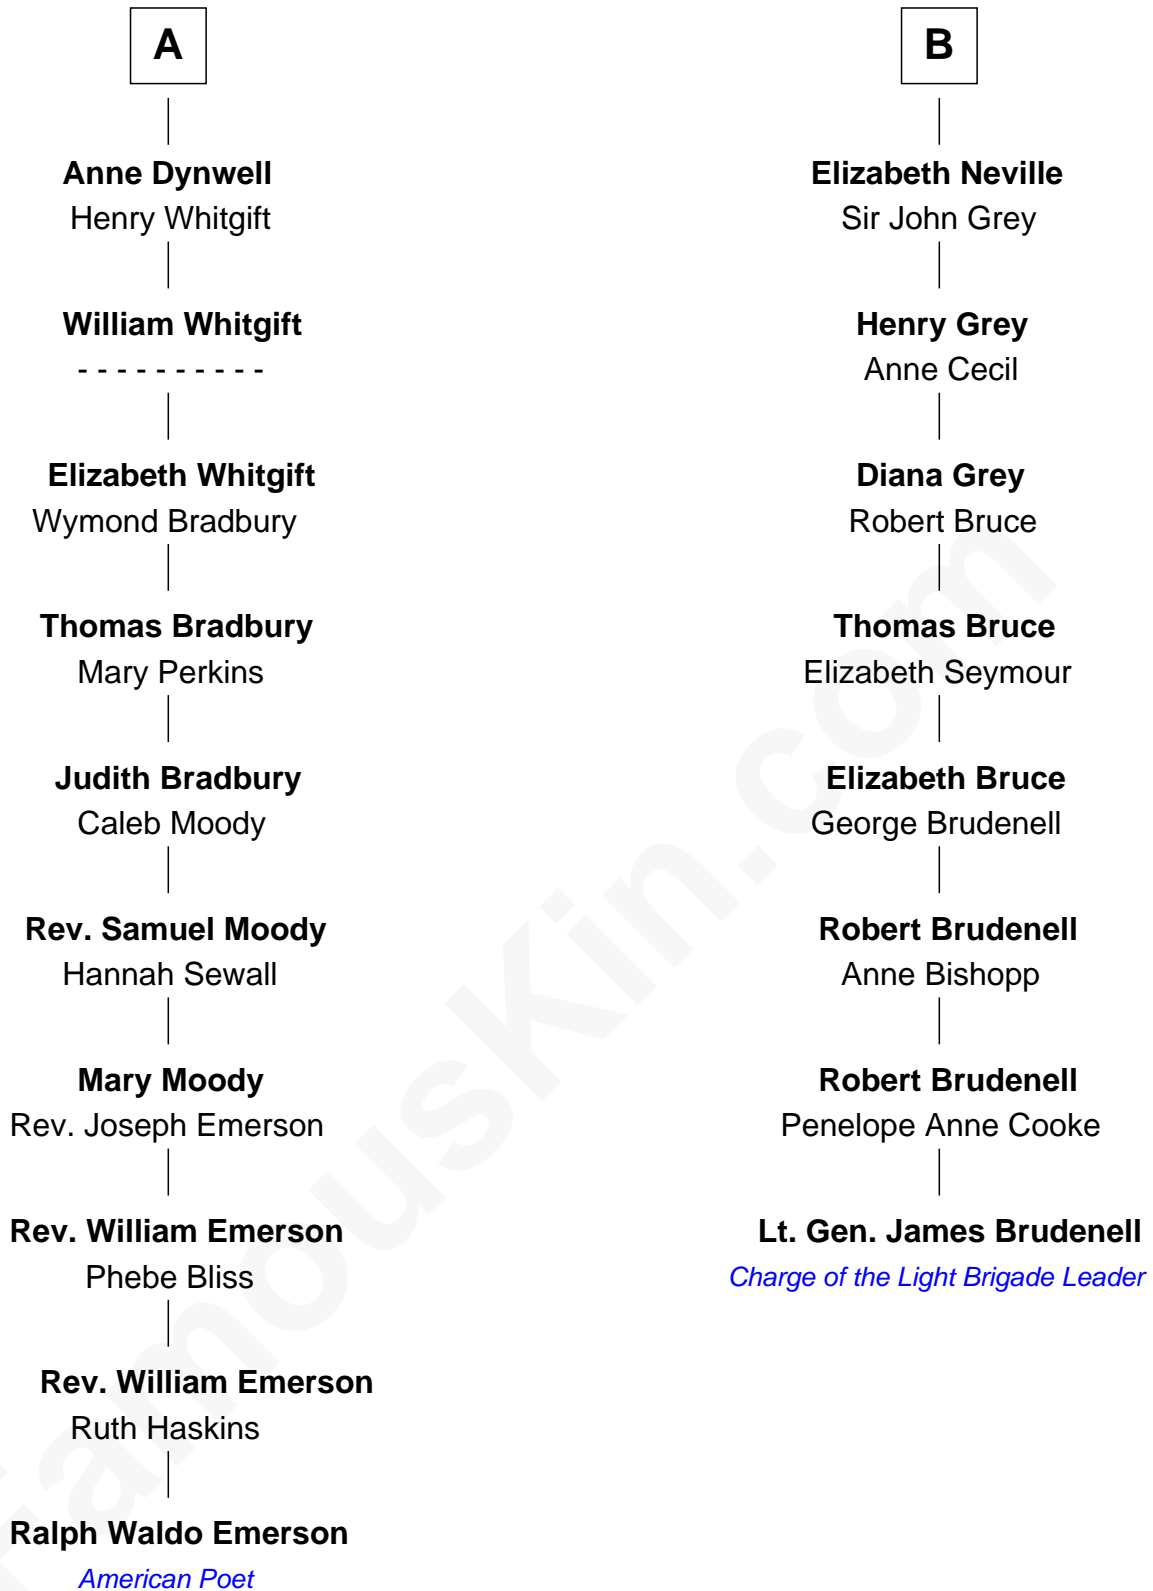 A
Anne Dynwell
Henry Whitgift
William Whitgift
- - - - - - - - - -
Elizabeth Whitgift
Wymond Bradbury
Thomas Bradbury
Mary Perkins
Judith Bradbury
Caleb Moody
Rev. Samuel Moody
Hannah Sewall
Mary Moody
Rev. Joseph Emerson
Rev. William Emerson
Phebe Bliss
Rev. William Emerson
Ruth Haskins
Ralph Waldo Emerson
American Poet
B
Elizabeth Neville
Sir John Grey
Henry Grey
Anne Cecil
Diana Grey
Robert Bruce
Thomas Bruce
Elizabeth Seymour
Elizabeth Bruce
George Brudenell
Robert Brudenell
Anne Bishopp
Robert Brudenell
Penelope Anne Cooke
Lt. Gen. James Brudenell
Charge of the Light Brigade Leader
FamousKin.com